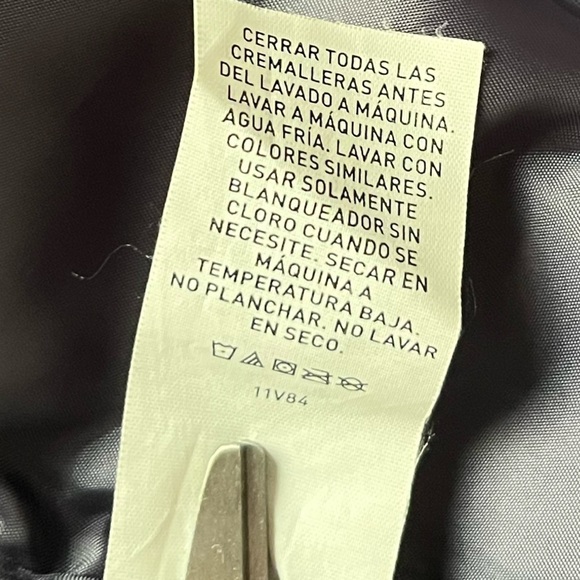 CERRAR TODAS LAS
CREMALLERAS ANTES
DEL LAVADO A MÁQUINA.
LAVAR A MÁQUINA CON
AGUA FRÍA. LAVAR CON
COLORES SIMILARES.
USAR SOLAMENTE
BLANQUEADOR SIN
CLORO CUANDO SE
NECESITE. SECAR EN
MÁQUINA A
TEMPERATURA BAJA.
NO PLANCHAR. NO LAVAR
EN SECO.
11V84